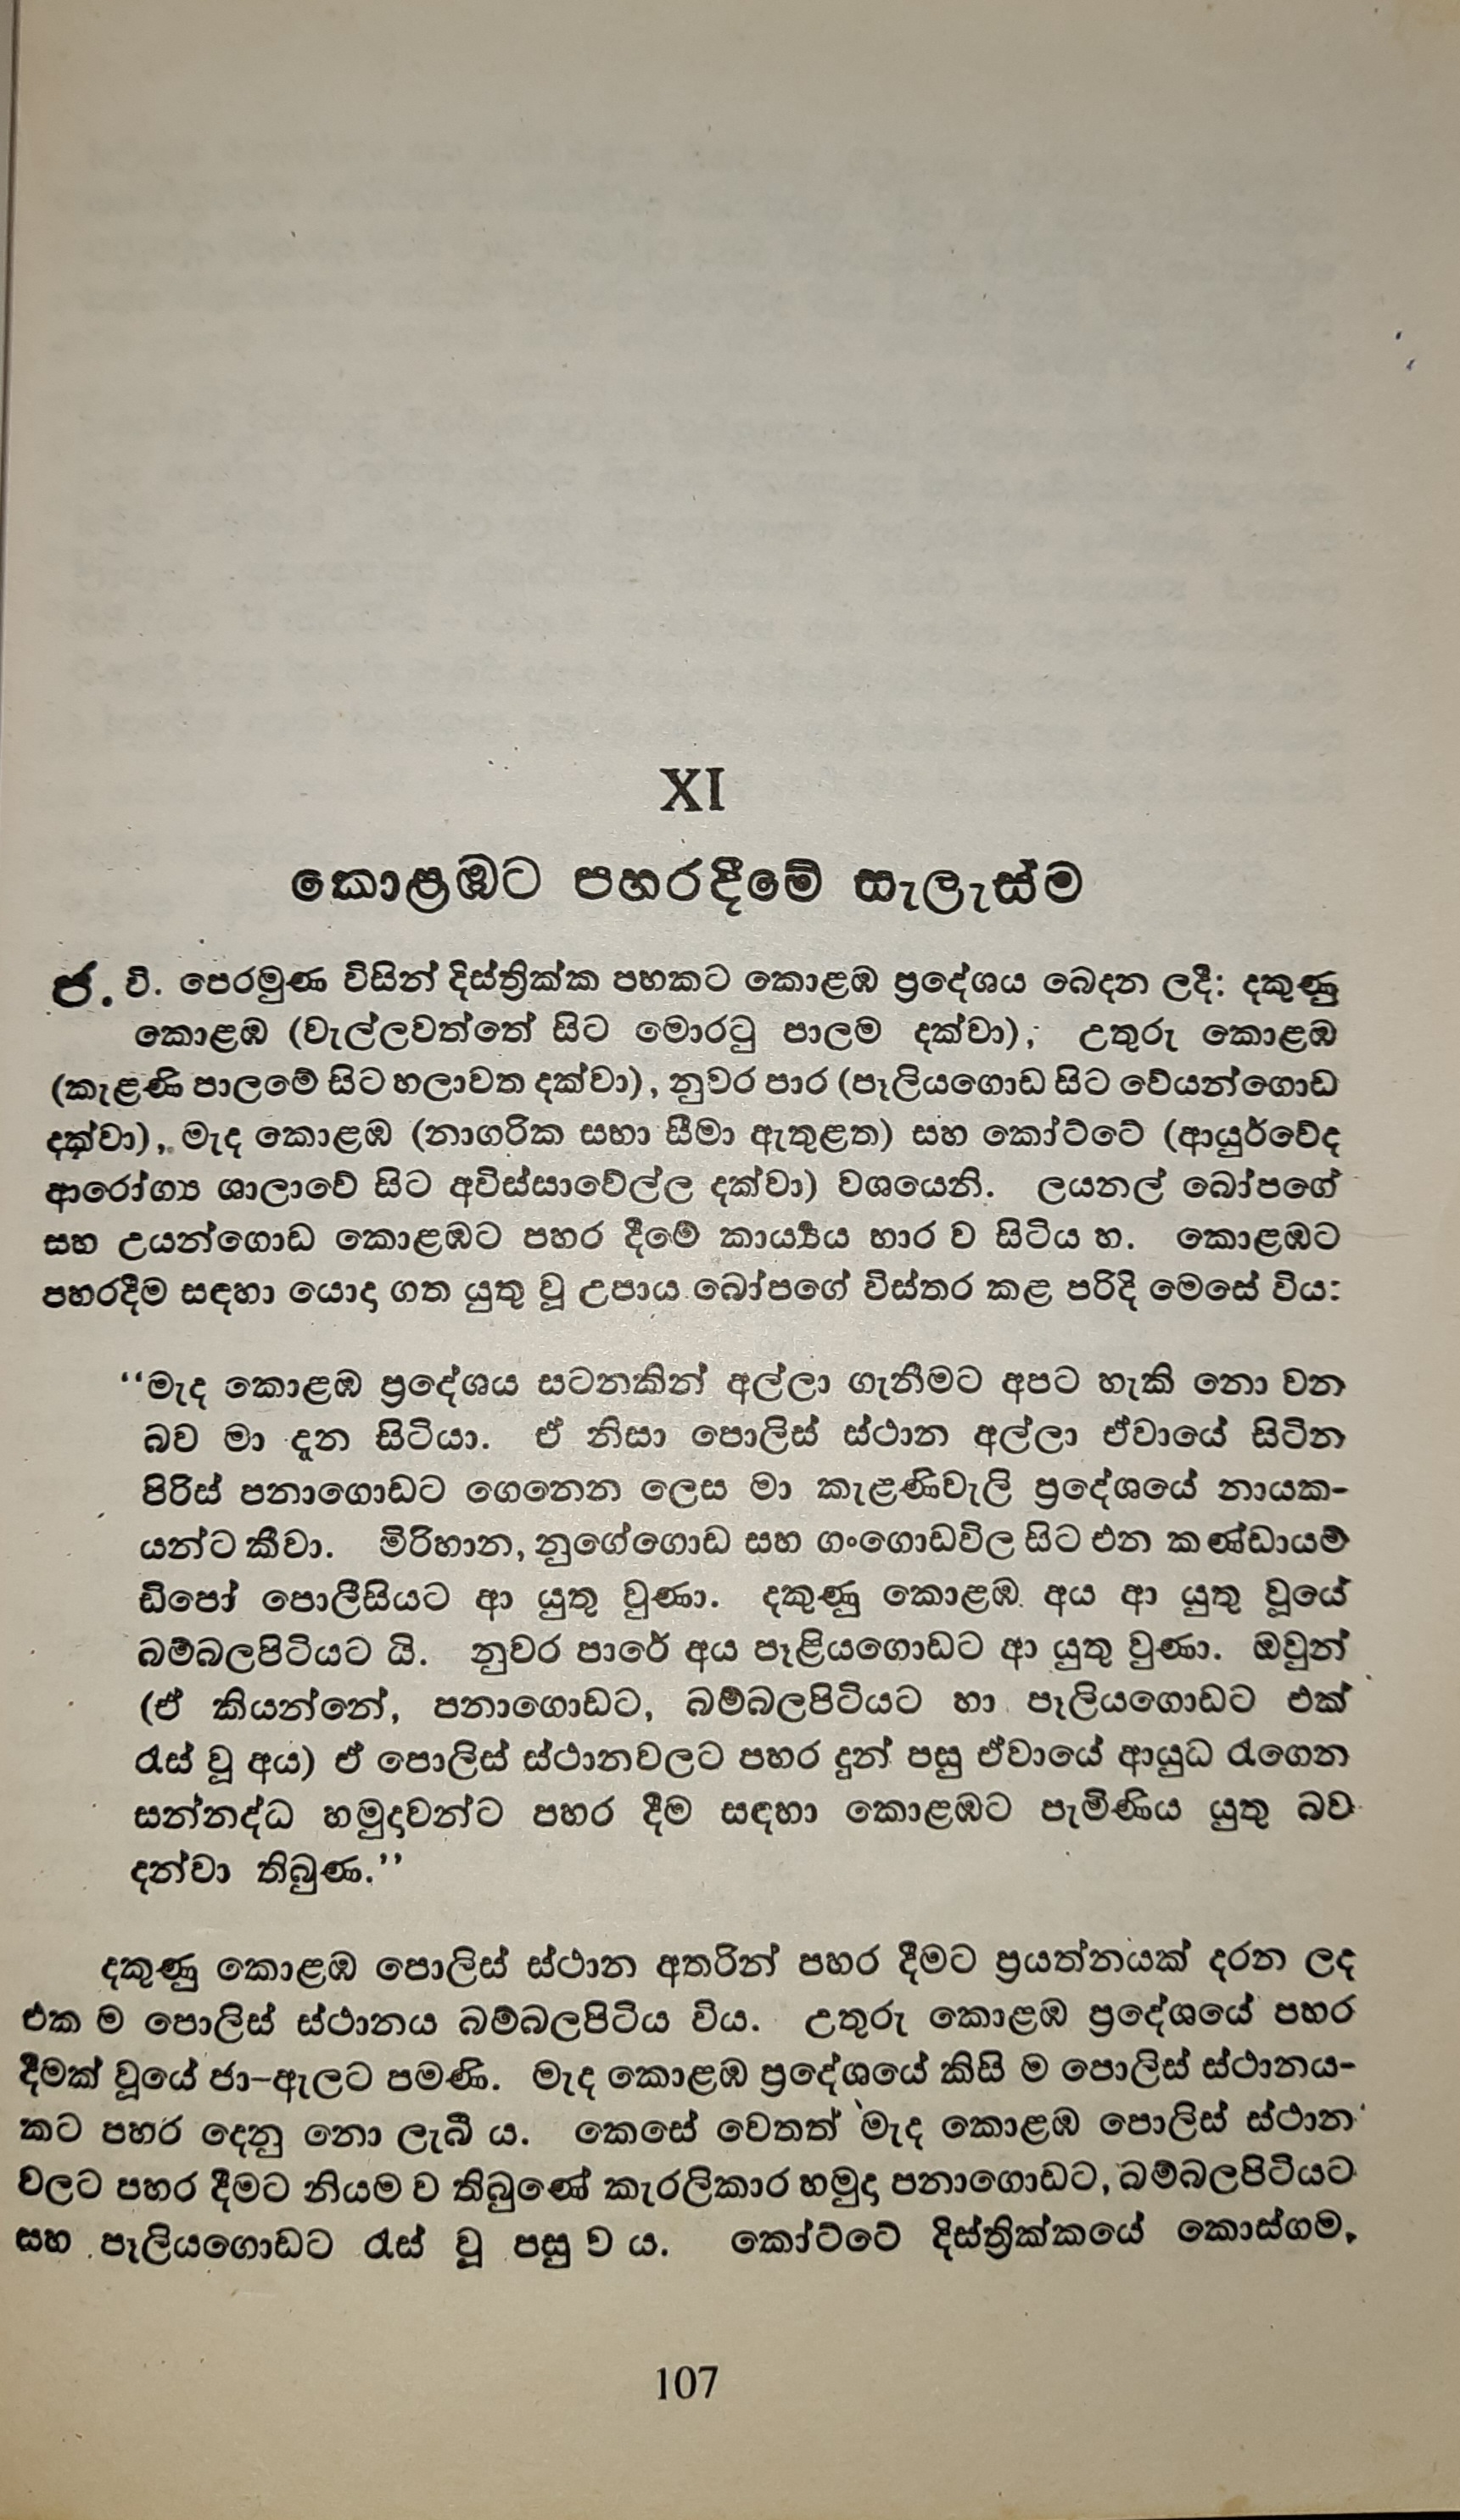 XI
කොළඹට පහරදීමේ සැලැස්ම
ජ. වි. පෙරමුණ විසින් දිස්ත්‍රික්ක පහකට කොළඹ ප්‍රදේශය බෙදන ලදී: දකුණු
කොළඹ (වැල්ලවත්තේ සිට මොරටු පාලම දක්වා), උතුරු කොළඹ
(කැළණි පාලමේ සිට හලාවත දක්වා), නුවර පාර (පෑලියගොඩ සිට වේයන්ගොඩ
දක්වා), මැද කොළඹ (නාගරික සභා සීමා ඇතුළත) සහ කෝට්ටේ (ආයුර්වේද
ආරෝග්‍ය ශාලාවේ සිට අවිස්සාවේල්ල දක්වා) වශයෙනි. ලයනල් බෝපගේ
සහ උයන්ගොඩ කොළඹට පහර දීමේ කාර්‍ය්‍යය භාර ව සිටිය හ. කොළඹට
පහරදීම සඳහා යොදා ගත යුතු වූ උපාය බෝපගේ විස්තර කළ පරිදි මෙසේ විය:
“මැද කොළඹ ප්‍රදේශය සටනකින් අල්ලා ගැනීමට අපට හැකි නො වන
බව මා දැන සිටියා. ඒ නිසා පොලිස් ස්ථාන අල්ලා ඒවායේ සිටින
පිරිස් පනාගොඩට ගෙනෙන ලෙස මා කැළණිවැලි ප්‍රදේශයේ නායක-
යන්ට කීවා. මිරිහාන, නුගේගොඩ සහ ගංගොඩවිල සිට එන කණ්ඩායම්
ඩිපෝ පොලීසියට ආ යුතු වුණා. දකුණු කොළඹ අය ආ යුතු වූයේ
බම්බලපිටියට යි. නුවර පාරේ අය පෑළියගොඩට ආ යුතු වුණා. ඔවුන්
(ඒ කියන්නේ, පනාගොඩට, බම්බලපිටියට හා පෑලියගොඩට එක්
රැස් වූ අය) ඒ පොලිස් ස්ථානවලට පහර දුන් පසු ඒවායේ ආයුධ රැගෙන
සන්නද්ධ හමුදාවන්ට පහර දීම සඳහා කොළඹට පැමිණිය යුතු බව
දන්වා තිබුණ.”
දකුණු කොළඹ පොලිස් ස්ථාන අතරින් පහර දීමට ප්‍රයත්නයක් දරන ලද
එක ම පොලිස් ස්ථානය බම්බලපිටිය විය. උතුරු කොළඹ ප්‍රදේශයේ පහර
දීමක් වූයේ ජා-ඇලට පමණි. මැද කොළඹ ප්‍රදේශයේ කිසි ම පොලිස් ස්ථානය-
කට පහර දෙනු නො ලැබී ය. කෙසේ වෙතත් මැද කොළඹ පොලිස් ස්ථාන
වලට පහර දීමට නියම ව තිබුණේ කැරලිකාර හමුදා පනාගොඩට, බම්බලපිටියට
සහ පෑලියගොඩට රැස් වූ පසු ව ය. කෝට්ටේ දිස්ත්‍රික්කයේ කොස්ගම,
107